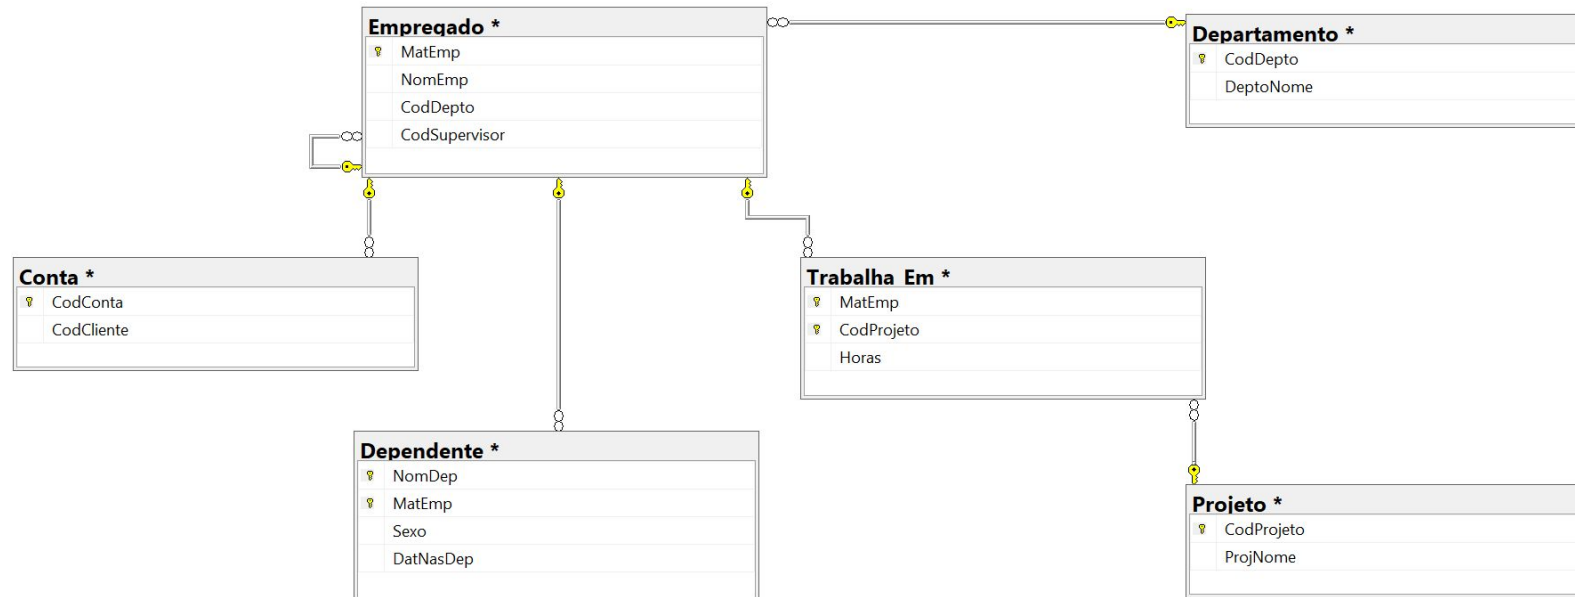 Empregado *
MatEmp
NomEmp
CodDepto
CodSupervisor
Departamento *
CodDepto
DeptoNome
Conta *
CodConta
CodCliente
Trabalha_Em *
MatEmp
CodProjeto
Horas
Dependente *
NomDep
MatEmp
Sexo
DatNasDep
Projeto *
CodProjeto
ProjNome